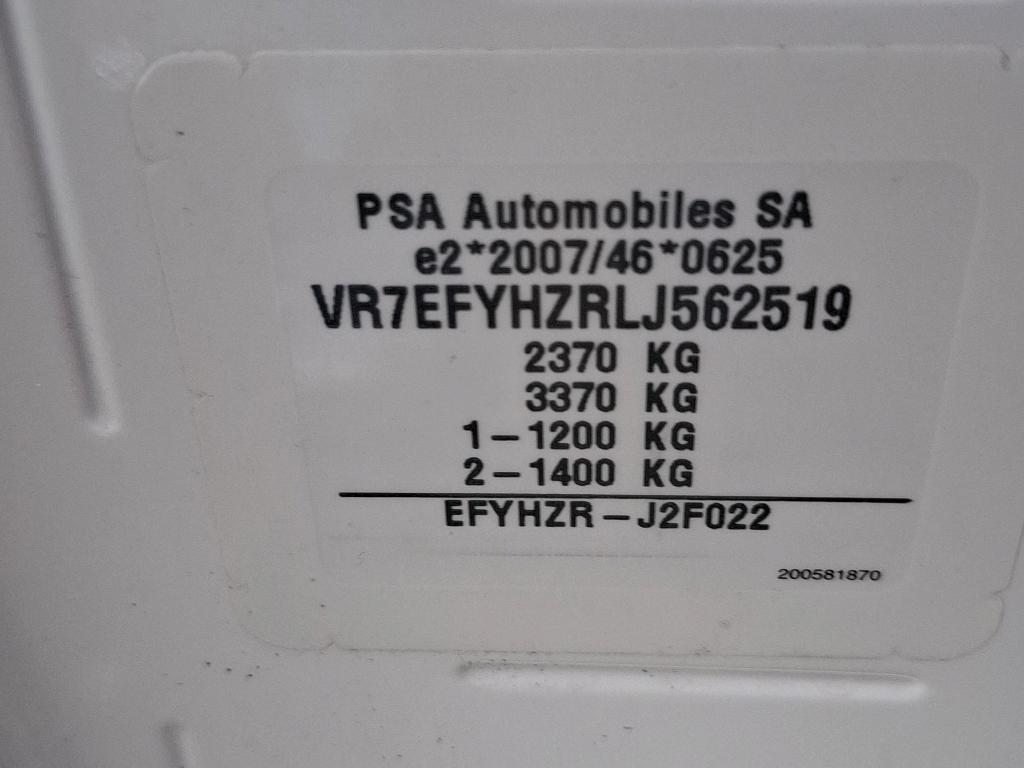 PSA Automobiles SA
e2*2007/46*0625
VR7EFYHZRLJ562519
2370 KG
3370 KG
1-1200 KG
2-1400 KG
EFYHZR-J2F022
200581870